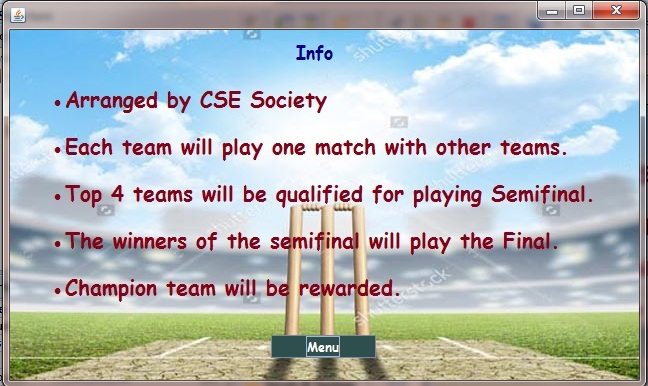 Info
•Arranged by CSE Society
•Each team will play one match with other teams.
•Top 4 teams will be qualified for playing Semifinal.
•The winners of the semifinal will play the Final.
•Champion team will be rewarded.
Menu